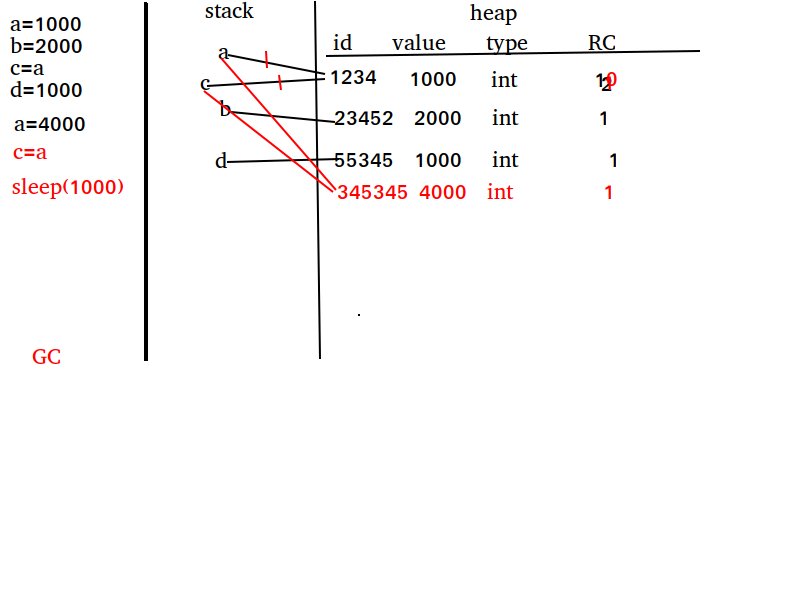 a=1000
b=2000
c=a
d=1000
a=4000
c=a
sleep(1000)
GC
stack
a
c
b
d
heap
id value type RC
1234 1000 int 1 2 0
23452 2000 int 1
55345 1000 int 1
345345 4000 int 1